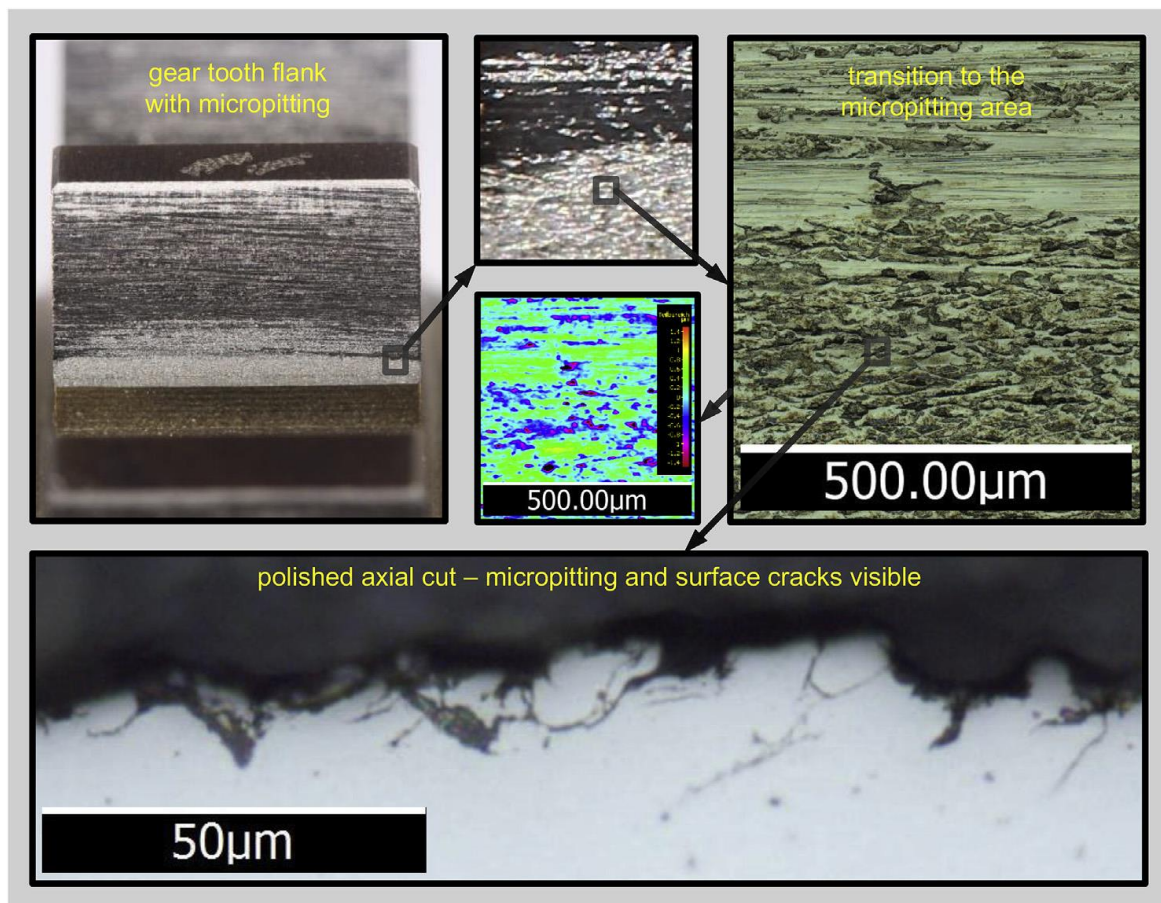 gear tooth flank
with micropitting
transition to the
micropitting area
500.00µm
500.00µm
polished axial cut – micropitting and surface cracks visible
50µm